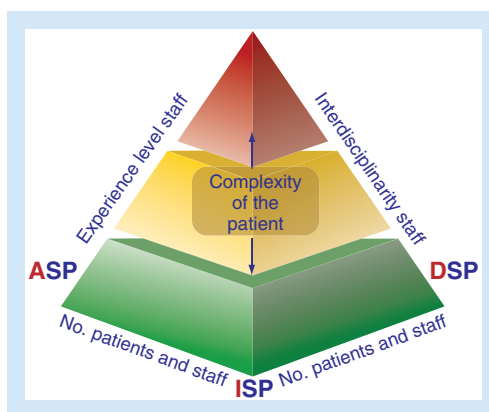 Experience level staff
Interdisciplinarity staff
Complexity
of the
patient
ASP
DSP
No. patients and staff
No. patients and staff
ISP